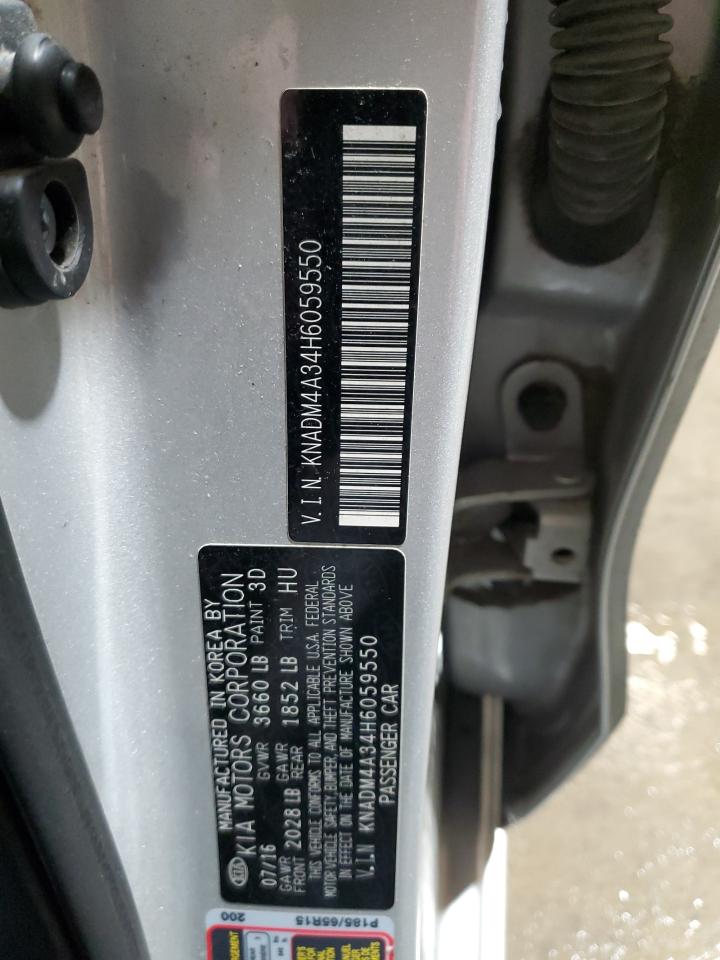 V.I.N KNADM4A34H6059550
MANUFACTURED IN KOREA BY
KIA KIA MOTORS CORPORATION
07/16 GVWR 3660 LB PAINT 3D
GAWR FRONT 2028 LB GAWR REAR 1852 LB TRIM HU
THIS VEHICLE CONFORMS TO ALL APPLICABLE U.S.A. FEDERAL
MOTOR VEHICLE SAFETY, BUMPER, AND THEFT PREVENTION STANDARDS
IN EFFECT ON THE DATE OF MANUFACTURE SHOWN ABOVE
V.I.N KNADM4A34H6059550
PASSENGER CAR
200
P185/65R15